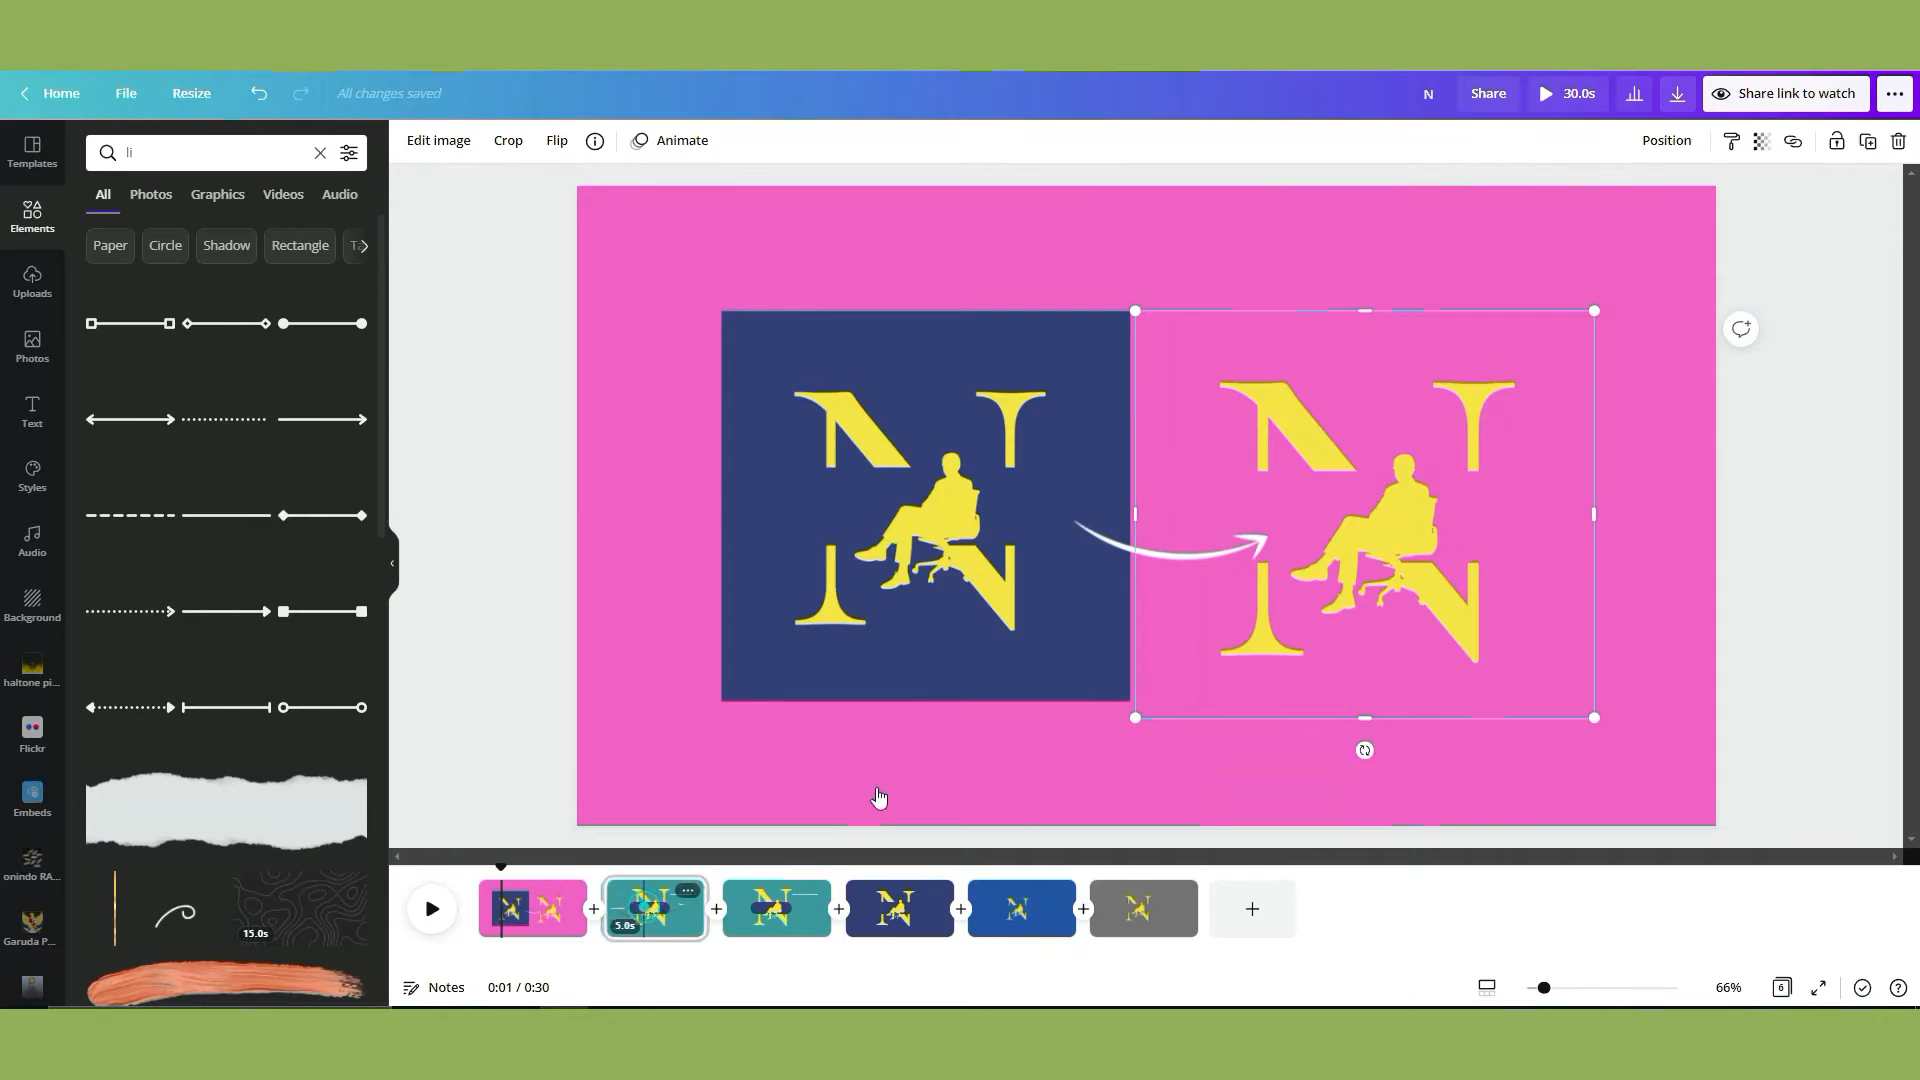 Home File Resize All changes saved N Share 30.0s Share link to watch
Templates
Elements
Uploads
Photos
Text
Styles
Audio
Background
haltone pi...
Flickr
Embeds
onindo RA...
Garuda P...
li
All Photos Graphics Videos Audio
Paper Circle Shadow Rectangle
15.0s
Edit image Crop Flip Animate Position
N
N
N
N
5.0s
Notes 0:01 / 0:30 66% 6